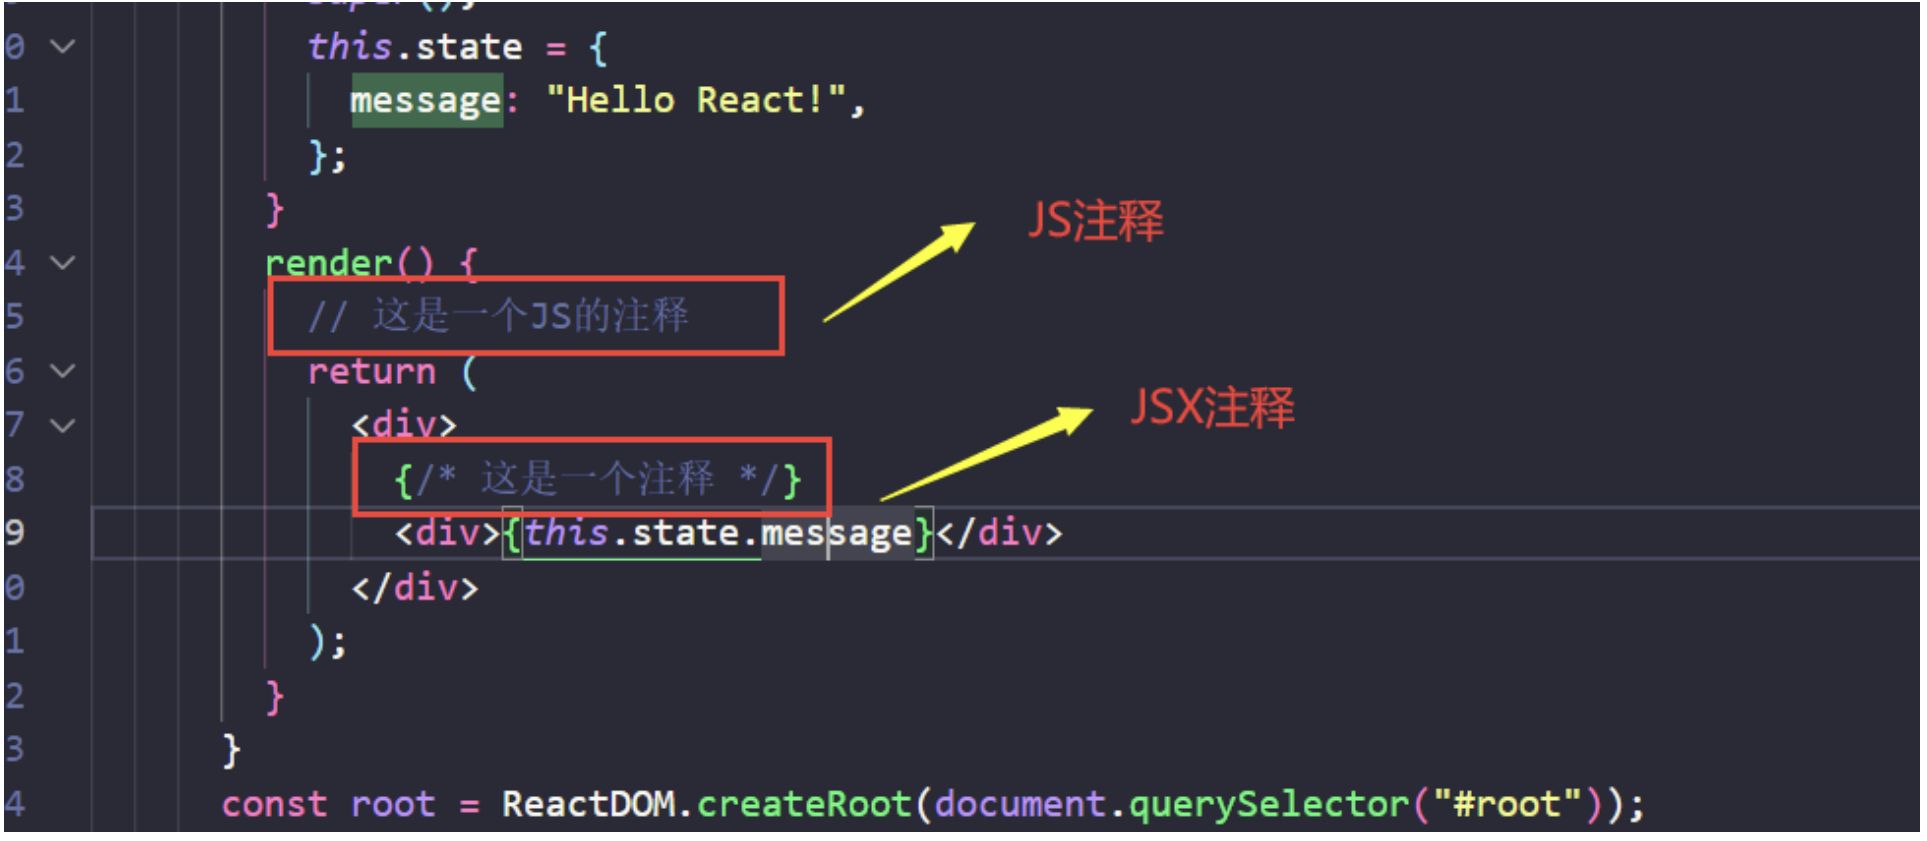 0 this.state = {
1 message: "Hello React!",
2 };
3 }
JS注释
4 render() {
5 // 这是一个JS的注释
6 return (
JSX注释
7 <div>
8 {/* 这是一个注释 */}
9 <div>{this.state.message}</div>
0 </div>
1 );
2 }
3 }
4 const root = ReactDOM.createRoot(document.querySelector("#root"));